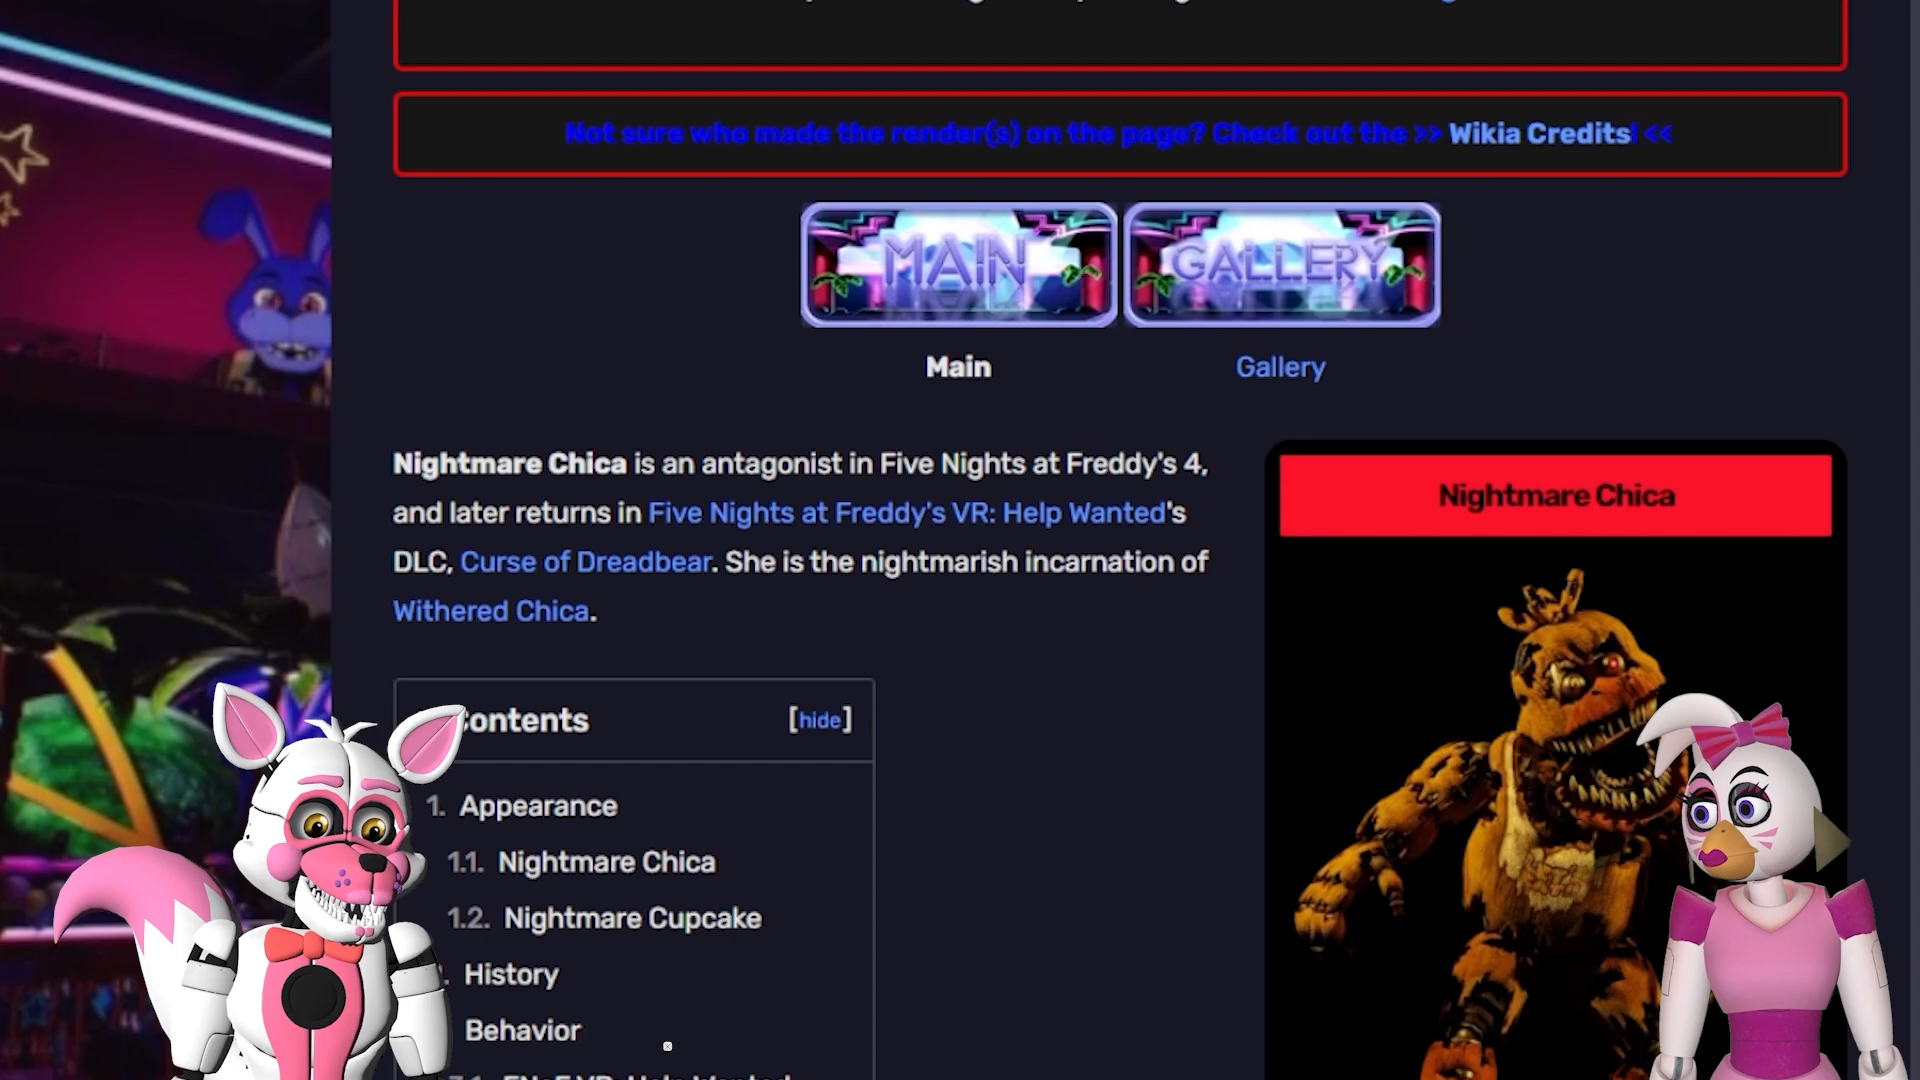 Not sure who made the render(s) on the page? Check out the >> Wikia Credits! <<
MAIN
GALLERY
Main
Gallery
Nightmare Chica is an antagonist in Five Nights at Freddy's 4,
and later returns in Five Nights at Freddy's VR: Help Wanted's
DLC, Curse of Dreadbear. She is the nightmarish incarnation of
Withered Chica.
Nightmare Chica
Contents [hide]
1. Appearance
1.1. Nightmare Chica
1.2. Nightmare Cupcake
History
Behavior